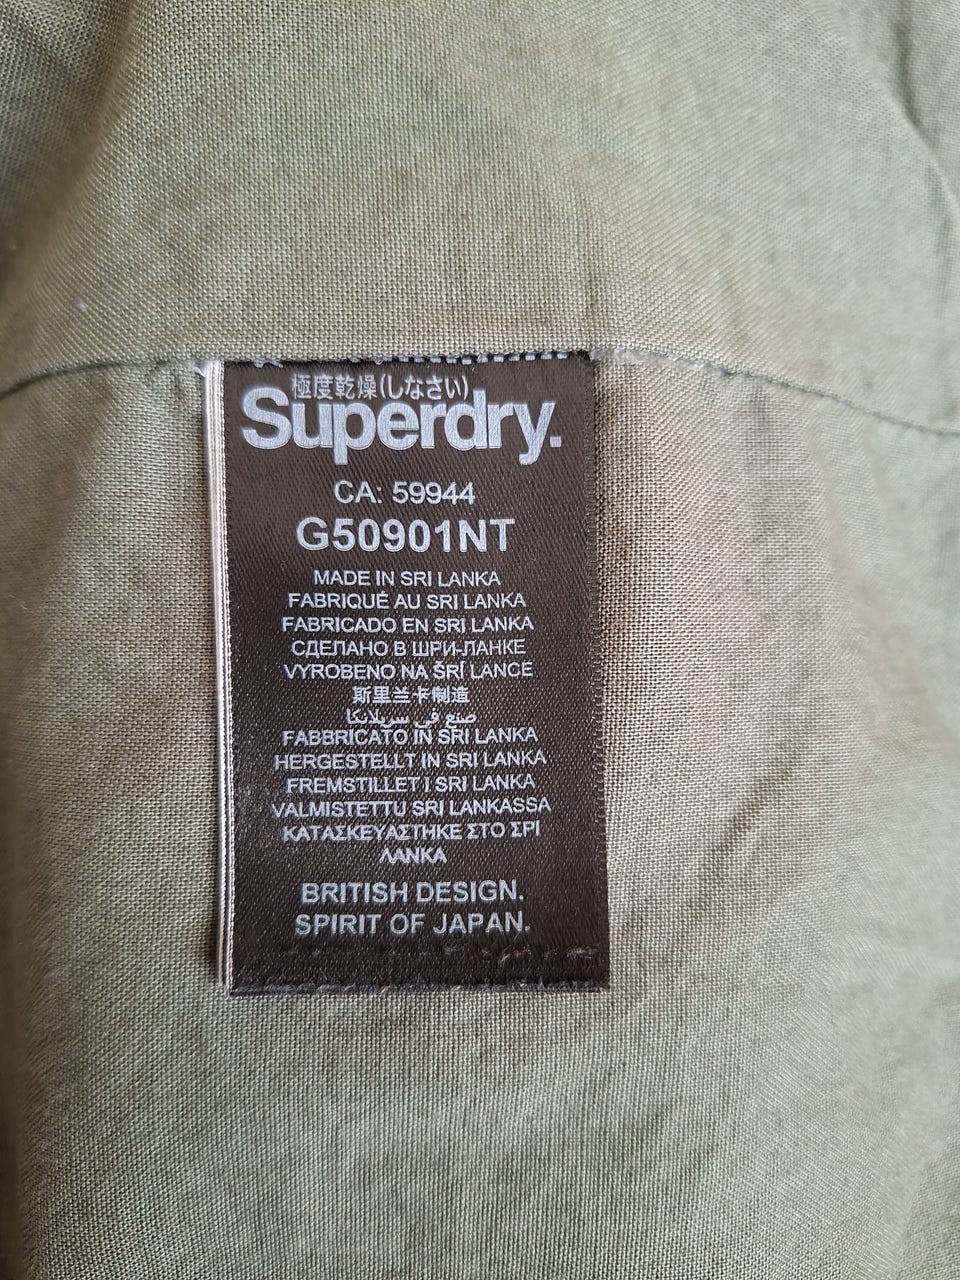 極度乾燥(しなさい)
Superdry.
CA: 59944
G50901NT
MADE IN SRI LANKA
FABRIQUÉ AU SRI LANKA
FABRICADO EN SRI LANKA
СДЕЛАНО В ШРИ-ЛАНКЕ
VYROBENO NA ŠRÍ LANCE
斯里兰卡制造
صنع في سريلانكا
FABBRICATO IN SRI LANKA
HERGESTELLT IN SRI LANKA
FREMSTILLET I SRI LANKA
VALMISTETTU SRI LANKASSA
ΚΑΤΑΣΚΕΥΑΣΤΗΚΕ ΣΤΟ ΣΡΙ
ΛΑΝΚΑ
BRITISH DESIGN.
SPIRIT OF JAPAN.